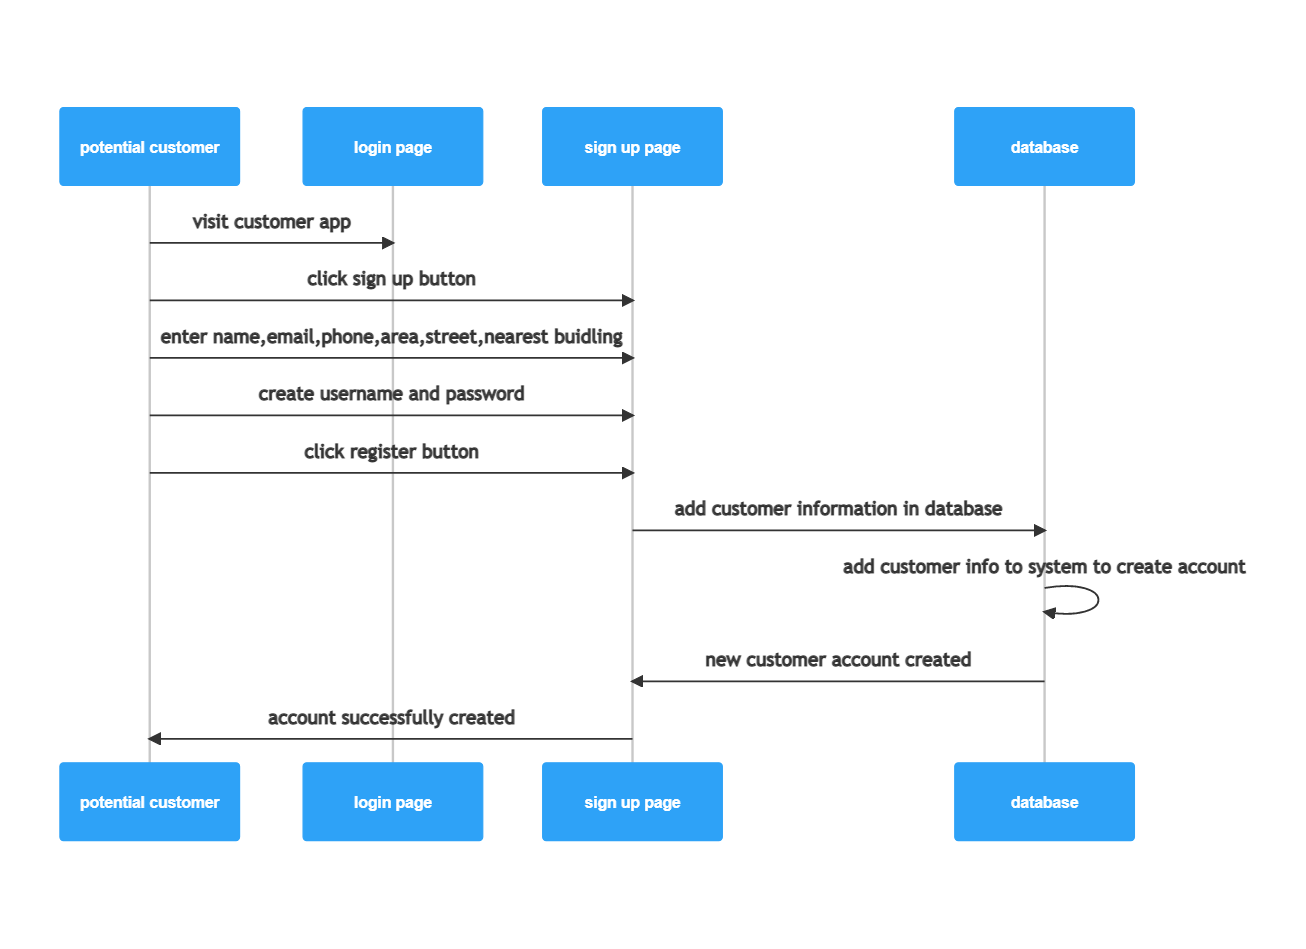 potential customer
login page
sign up page
database
visit customer app
click sign up button
enter name,email,phone,area,street,nearest buidling
create username and password
click register button
add customer information in database
add customer info to system to create account
new customer account created
account successfully created
potential customer
login page
sign up page
database